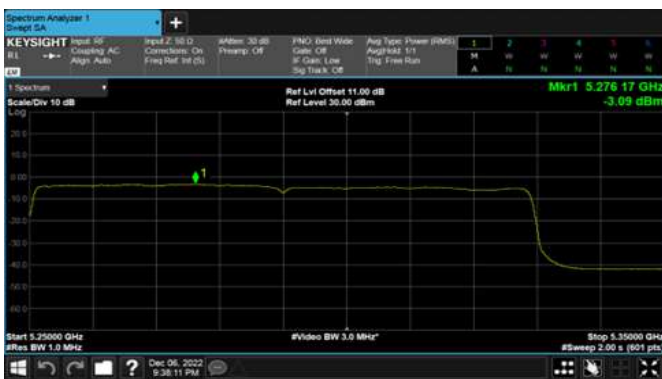 Spectrum Analyzer 1
Swept SA
+
KEYSIGHT Input: RF Input Z: 50 Ω #Atten: 30 dB PNO: Best Wide Avg Type: Power (RMS) 1 2 3 4 5 6
RL Coupling: AC Corrections: On Preamp: Off Gate: Off Avg|Hold: 1/1 M W W W W W
Align: Auto Freq Ref: Int (S) IF Gain: Low Trig: Free Run
Sig Track: Off A N N N N N
1 Spectrum
Ref Lvl Offset 11.00 dB Mkr1 5.276 17 GHz
Scale/Div 10 dB Ref Level 30.00 dBm -3.09 dBm
Log
20.0
0.00
1
-10.0
-20.0
-30.0
-40.0
-60.0
Start 5.25000 GHz #Video BW 3.0 MHz* Stop 5.35000 GHz
#Res BW 1.0 MHz #Sweep 2.00 s (601 pts)
? Dec 06, 2022
9:38:11 PM